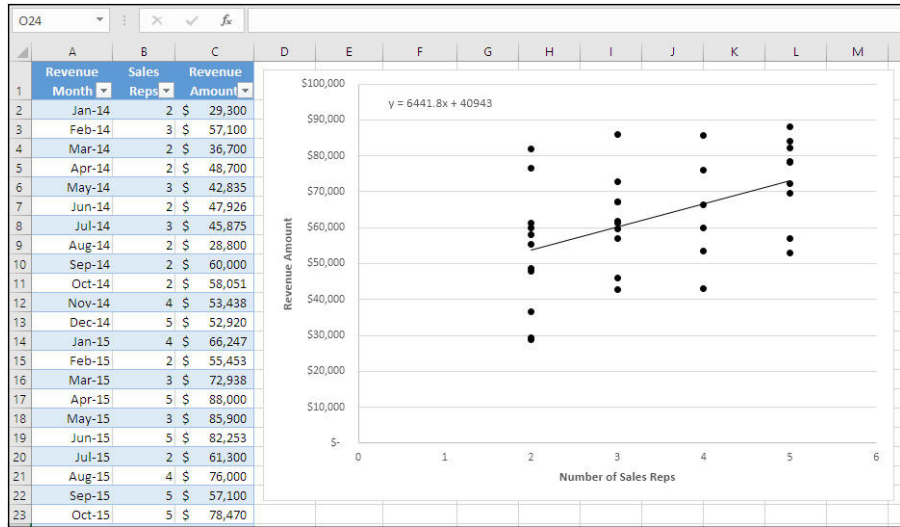 O24 fx
A B C D E F G H I J K L M
1 Revenue Month Sales Reps Revenue Amount
2 Jan-14 2 $ 29,300
3 Feb-14 3 $ 57,100
4 Mar-14 2 $ 36,700
5 Apr-14 2 $ 48,700
6 May-14 3 $ 42,835
7 Jun-14 2 $ 47,926
8 Jul-14 3 $ 45,875
9 Aug-14 2 $ 28,800
10 Sep-14 2 $ 60,000
11 Oct-14 2 $ 58,051
12 Nov-14 4 $ 53,438
13 Dec-14 5 $ 52,920
14 Jan-15 4 $ 66,247
15 Feb-15 2 $ 55,453
16 Mar-15 3 $ 72,938
17 Apr-15 5 $ 88,000
18 May-15 3 $ 85,900
19 Jun-15 5 $ 82,253
20 Jul-15 2 $ 61,300
21 Aug-15 4 $ 76,000
22 Sep-15 5 $ 57,100
23 Oct-15 5 $ 78,470
y = 6441.8x + 40943
Revenue Amount
$100,000
$90,000
$80,000
$70,000
$60,000
$50,000
$40,000
$30,000
$20,000
$10,000
$-
0 1 2 3 4 5 6
Number of Sales Reps